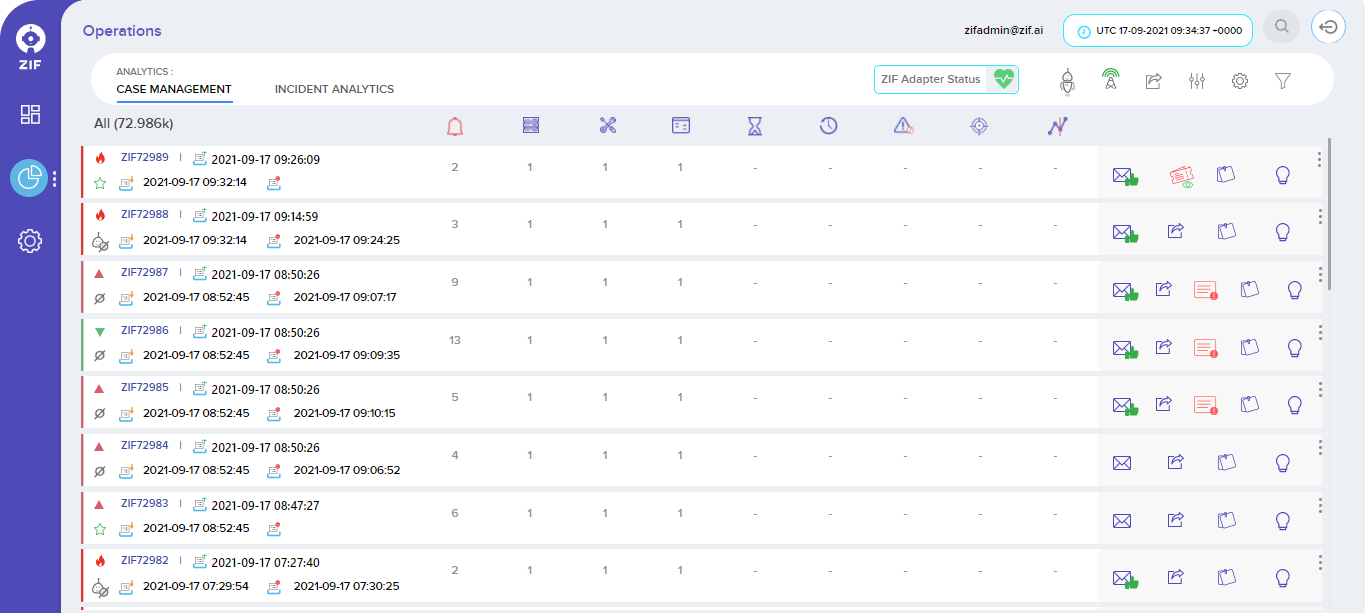 Operations
zifadmin@zif.ai
UTC 17-09-2021 09:34:37 +0000
ZIF
ANALYTICS :
CASE MANAGEMENT
INCIDENT ANALYTICS
ZIF Adapter Status
All (72.986k)
ZIF72989 | 2021-09-17 09:26:09
2021-09-17 09:32:14
2 1 1 1 - - - - -
ZIF72988 | 2021-09-17 09:14:59
2021-09-17 09:32:14 2021-09-17 09:24:25
3 1 1 1 - - - - -
ZIF72987 | 2021-09-17 08:50:26
2021-09-17 08:52:45 2021-09-17 09:07:17
9 1 1 1 - - - - -
ZIF72986 | 2021-09-17 08:50:26
2021-09-17 08:52:45 2021-09-17 09:09:35
13 1 1 1 - - - - -
ZIF72985 | 2021-09-17 08:50:26
2021-09-17 08:52:45 2021-09-17 09:10:15
5 1 1 1 - - - - -
ZIF72984 | 2021-09-17 08:50:26
2021-09-17 08:52:45 2021-09-17 09:06:52
4 1 1 1 - - - - -
ZIF72983 | 2021-09-17 08:47:27
2021-09-17 08:52:45
6 1 1 1 - - - - -
ZIF72982 | 2021-09-17 07:27:40
2021-09-17 07:29:54 2021-09-17 07:30:25
2 1 1 1 - - - - -